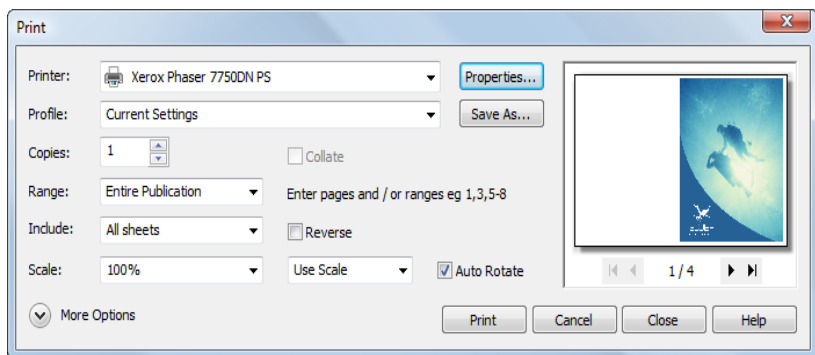 Print
Printer: Xerox Phaser 7750DN PS Properties...
Profile: Current Settings Save As...
Copies: 1 Collate
Range: Entire Publication Enter pages and / or ranges eg 1,3,5-8
Include: All sheets Reverse
Scale: 100% Use Scale Auto Rotate 1 / 4
More Options Print Cancel Close Help